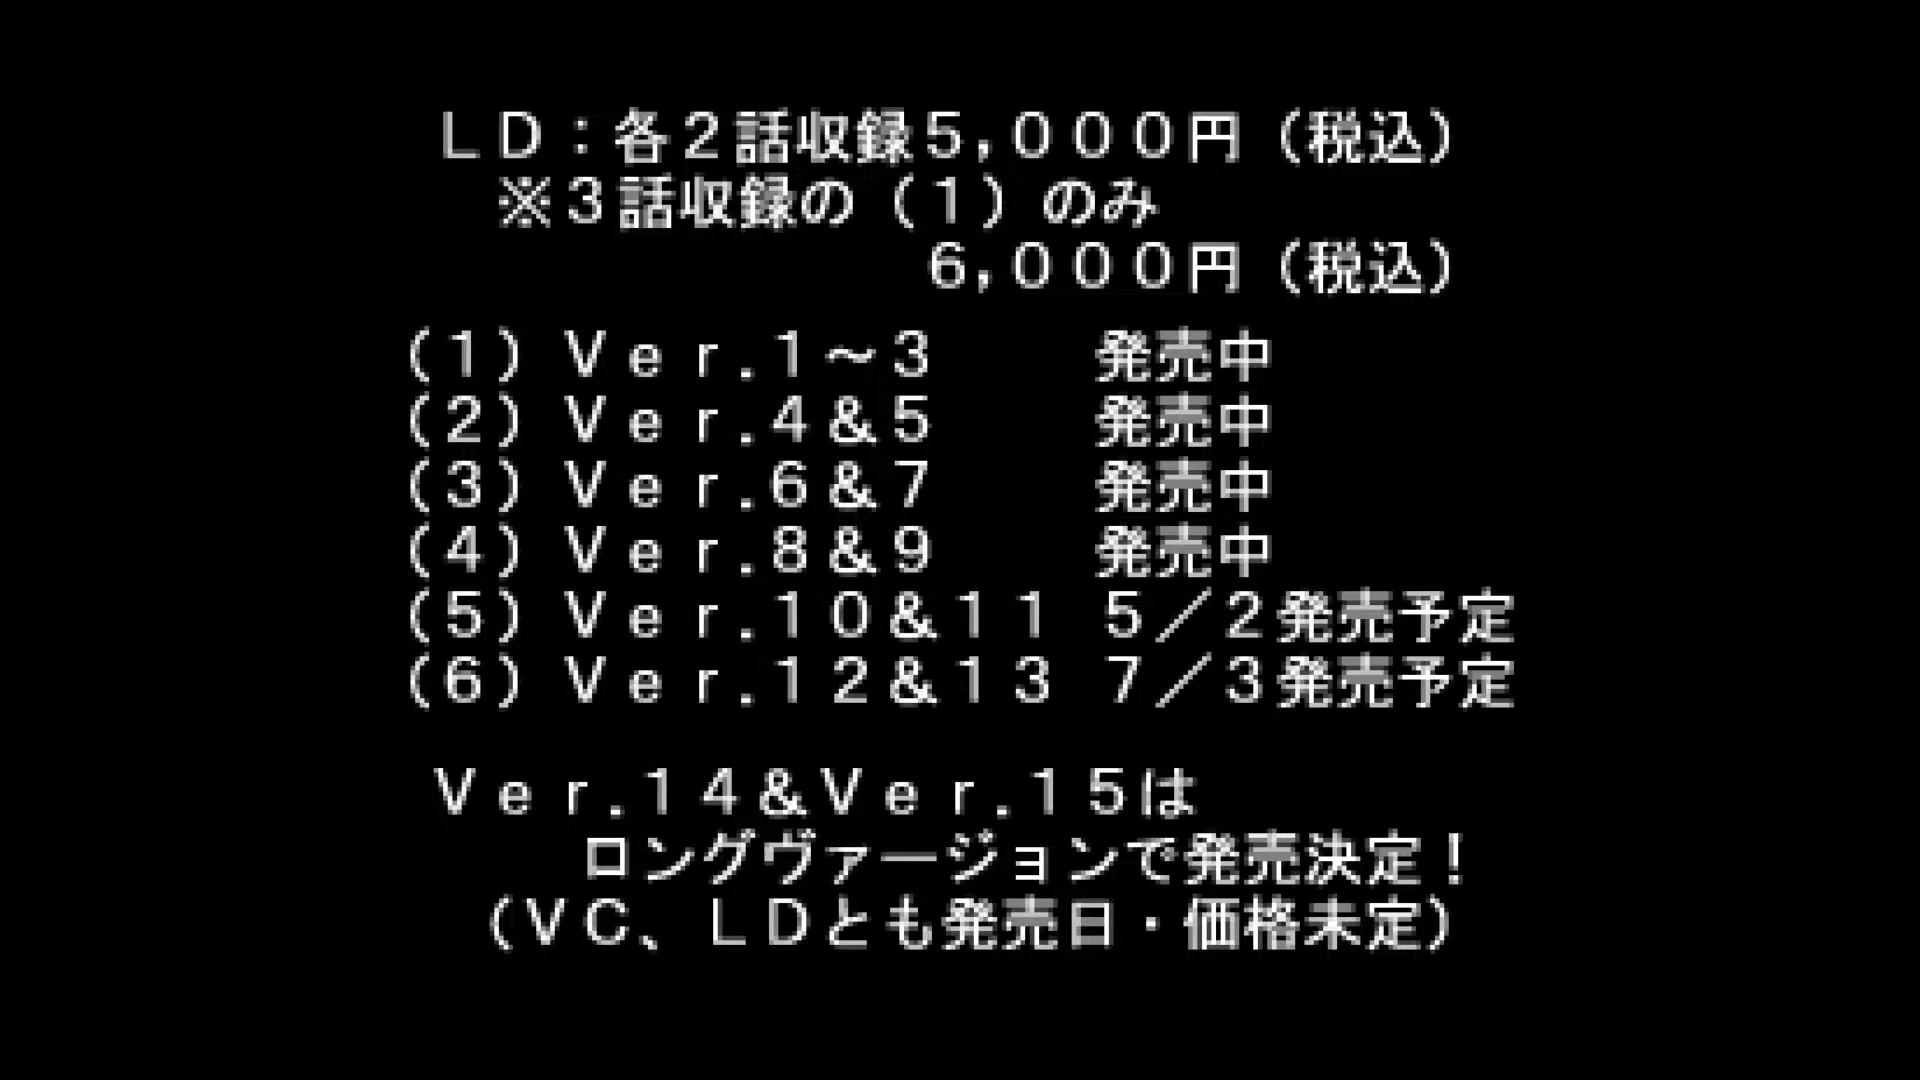 ＬＤ：各２話収録５，０００円（税込）
※３話収録の（１）のみ
６，０００円（税込）
（１）Ｖｅｒ．１～３　発売中
（２）Ｖｅｒ．４＆５　発売中
（３）Ｖｅｒ．６＆７　発売中
（４）Ｖｅｒ．８＆９　発売中
（５）Ｖｅｒ．１０＆１１　５／２発売予定
（６）Ｖｅｒ．１２＆１３　７／３発売予定
Ｖｅｒ．１４＆Ｖｅｒ．１５は
ロングヴァージョンで発売決定！
（ＶＣ、ＬＤとも発売日・価格未定）